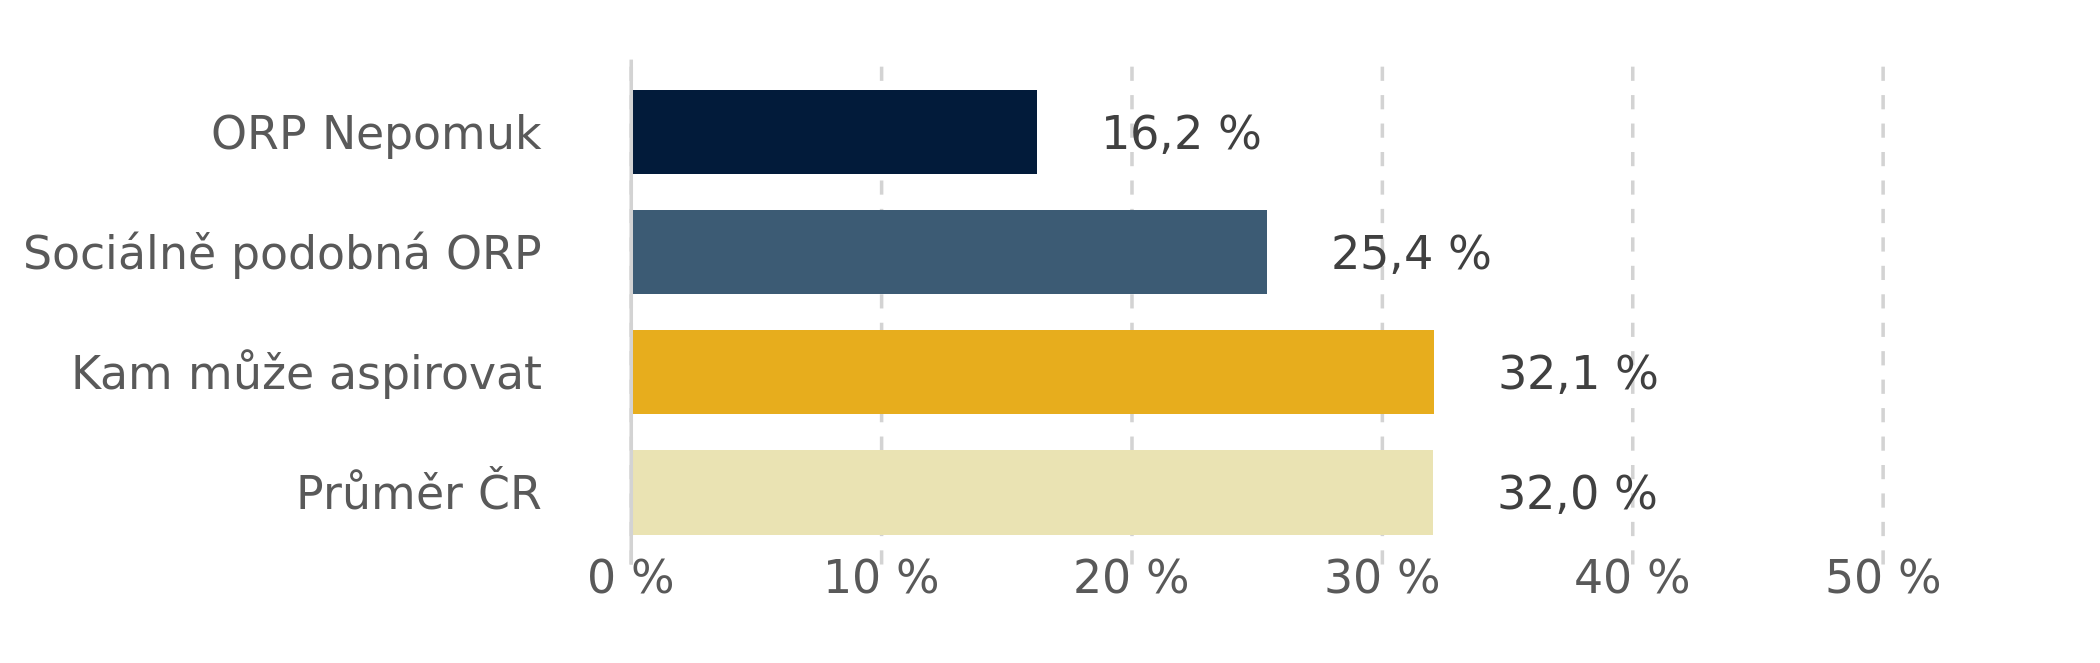 ORP Nepomuk
16,2 %
Sociálně podobná ORP
25,4 %
Kam může aspirovat
32,1 %
Průměr ČR
32,0 %
0 % 10 % 20 % 30 % 40 % 50 %